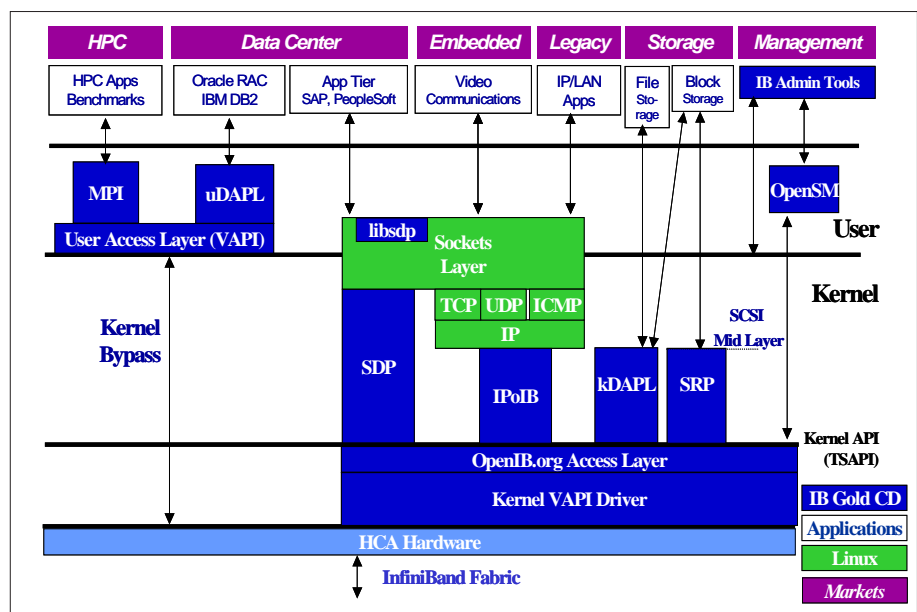 HPC
Data Center
Embedded
Legacy
Storage
Management
HPC Apps
Benchmarks
Oracle RAC
IBM DB2
App Tier
SAP, PeopleSoft
Video
Communications
IP/LAN
Apps
File
Sto-
rage
Block
Storage
IB Admin Tools
MPI
uDAPL
OpenSM
User Access Layer (VAPI)
libsdp
Sockets
Layer
User
Kernel
TCP
UDP
ICMP
IP
Kernel
Bypass
SCSI
Mid Layer
SDP
IPoIB
kDAPL
SRP
Kernel API
(TSAPI)
OpenIB.org Access Layer
Kernel VAPI Driver
IB Gold CD
Applications
Linux
Markets
HCA Hardware
InfiniBand Fabric